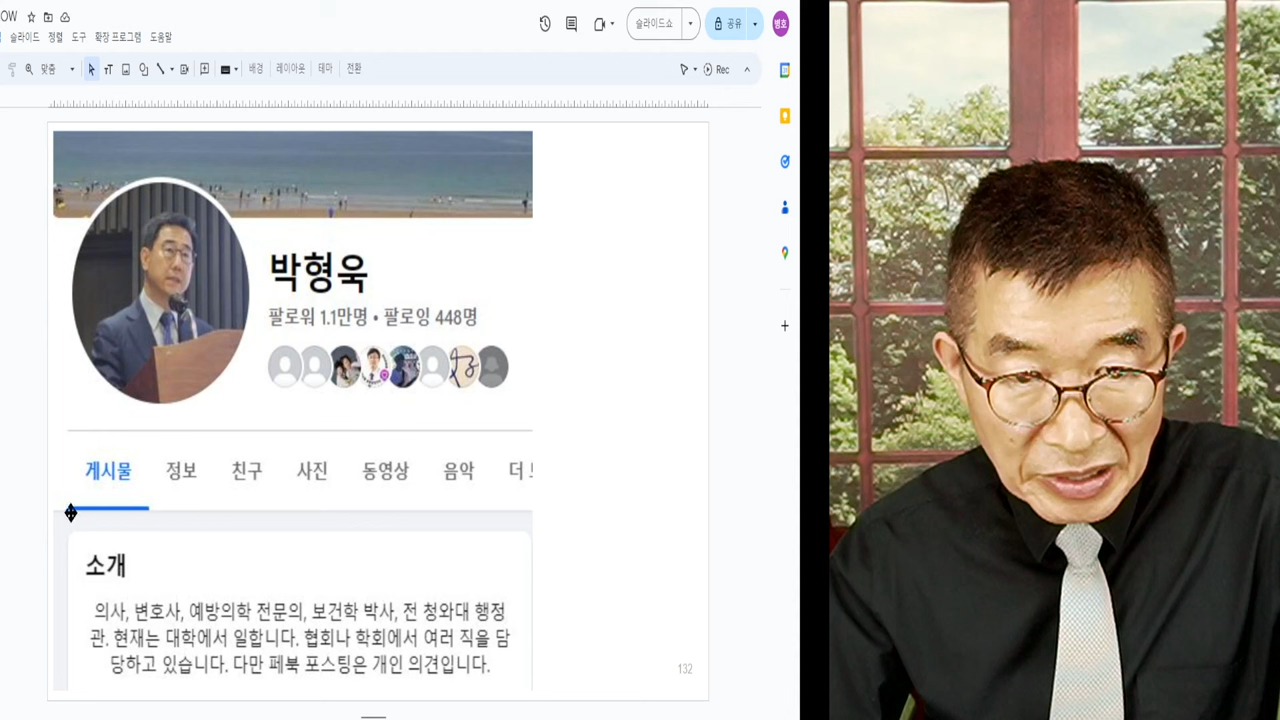 OW
슬라이드 정렬 도구 확장 프로그램 도움말
슬라이드쇼
공유
병호
맞춤
배경
레이아웃
테마
전환
Rec
박형욱
팔로워 1.1만명 • 팔로잉 448명
게시물 정보 친구 사진 동영상 음악 더
소개
의사, 변호사, 예방의학 전문의, 보건학 박사, 전 청와대 행정
관. 현재는 대학에서 일합니다. 협회나 학회에서 여러 직을 담
당하고 있습니다. 다만 페북 포스팅은 개인 의견입니다.
132